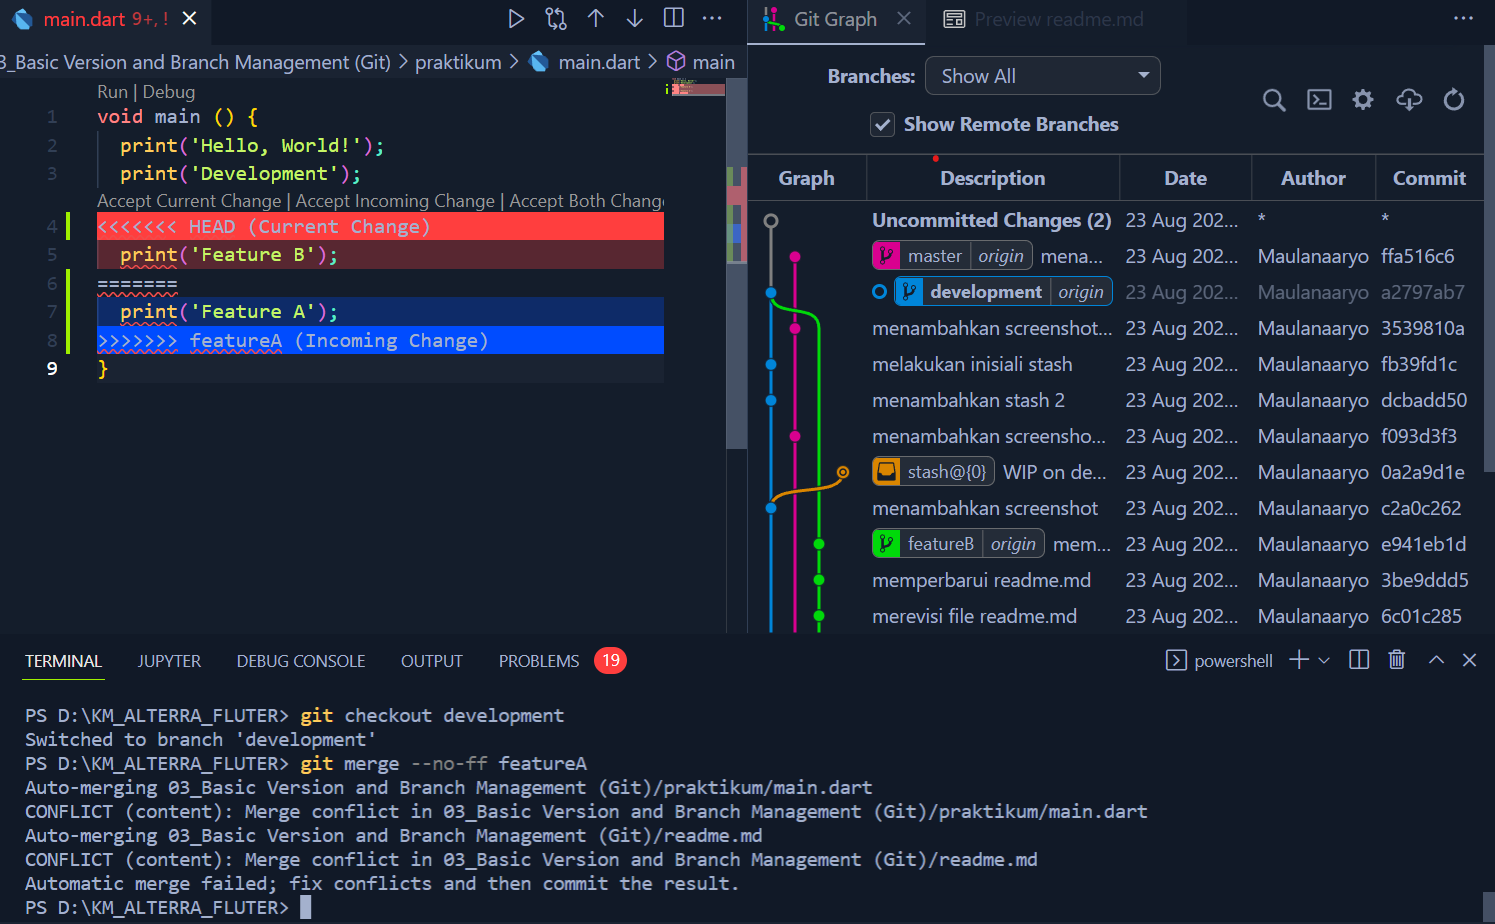 main.dart 9+, !
Git Graph
Preview readme.md
3_Basic Version and Branch Management (Git) > praktikum > main.dart > main
Run | Debug
1 void main () {
2 print('Hello, World!');
3 print('Development');
Accept Current Change | Accept Incoming Change | Accept Both Change
4 <<<<<<< HEAD (Current Change)
5 print('Feature B');
6 =======
7 print('Feature A');
8 >>>>>>> featureA (Incoming Change)
9 }
Branches: Show All
Show Remote Branches
Graph Description Date Author Commit
Uncommitted Changes (2) 23 Aug 202... * *
master origin mena... 23 Aug 202... Maulanaaryo ffa516c6
development origin 23 Aug 202... Maulanaaryo a2797ab7
menambahkan screenshot... 23 Aug 202... Maulanaaryo 3539810a
melakukan inisiali stash 23 Aug 202... Maulanaaryo fb39fd1c
menambahkan stash 2 23 Aug 202... Maulanaaryo dcbadd50
menambahkan screensho... 23 Aug 202... Maulanaaryo f093d3f3
stash@{0} WIP on de... 23 Aug 202... Maulanaaryo 0a2a9d1e
menambahkan screenshot 23 Aug 202... Maulanaaryo c2a0c262
featureB origin mem... 23 Aug 202... Maulanaaryo e941eb1d
memperbarui readme.md 23 Aug 202... Maulanaaryo 3be9ddd5
merevisi file readme.md 23 Aug 202... Maulanaaryo 6c01c285
TERMINAL JUPYTER DEBUG CONSOLE OUTPUT PROBLEMS 19 powershell
PS D:\KM_ALTERRA_FLUTER> git checkout development
Switched to branch 'development'
PS D:\KM_ALTERRA_FLUTER> git merge --no-ff featureA
Auto-merging 03_Basic Version and Branch Management (Git)/praktikum/main.dart
CONFLICT (content): Merge conflict in 03_Basic Version and Branch Management (Git)/praktikum/main.dart
Auto-merging 03_Basic Version and Branch Management (Git)/readme.md
CONFLICT (content): Merge conflict in 03_Basic Version and Branch Management (Git)/readme.md
Automatic merge failed; fix conflicts and then commit the result.
PS D:\KM_ALTERRA_FLUTER>